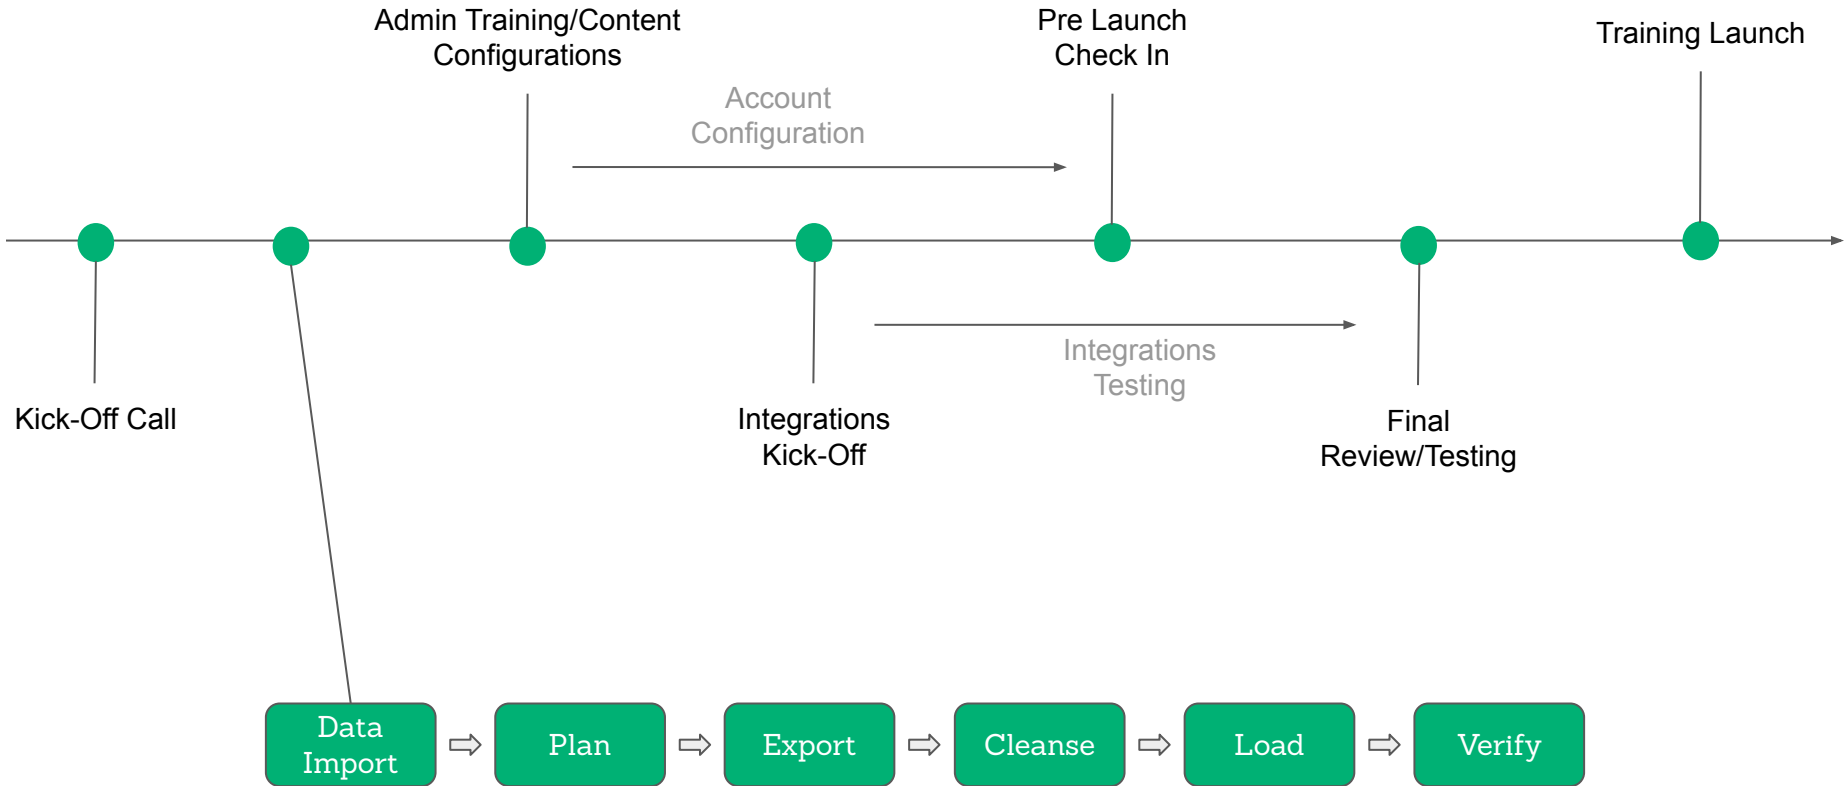 Admin Training/Content
Configurations
Pre Launch
Check In
Training Launch
Account
Configuration
Integrations
Testing
Kick-Off Call
Integrations
Kick-Off
Final
Review/Testing
Data
Import
Plan
Export
Cleanse
Load
Verify